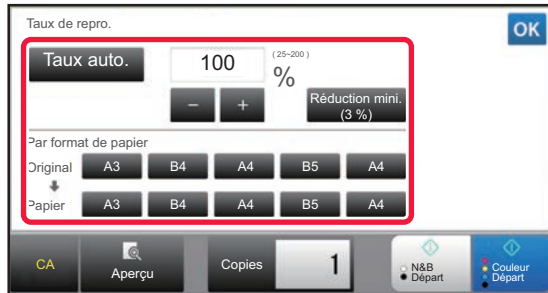 Taux de repro.
OK
Taux auto.
100
(25~200)
%
−
+
Réduction mini.
(3 %)
Par format de papier
Original
A3
B4
A4
B5
A4
Papier
A3
B4
A4
B5
A4
CA
Aperçu
Copies
1
N&B
Départ
Couleur
Départ